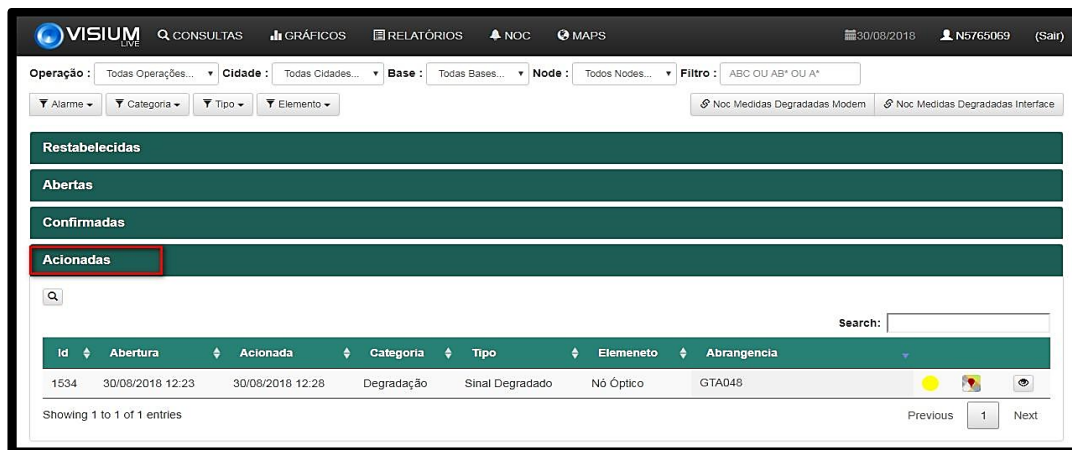 VISIUM LIVE CONSULTAS GRÁFICOS RELATÓRIOS NOC MAPS 30/08/2018 N5765069 (Sair)
Operação : Todas Operações... Cidade : Todas Cidades... Base : Todas Bases... Node : Todos Nodes... Filtro : ABC OU AB* OU A*
Alarme Categoria Tipo Elemento Noc Medidas Degradadas Modem Noc Medidas Degradadas Interface
Restabelecidas
Abertas
Confirmadas
Acionadas
Search:
Id Abertura Acionada Categoria Tipo Elemeneto Abrangencia
1534 30/08/2018 12:23 30/08/2018 12:28 Degradação Sinal Degradado Nó Óptico GTA048
Showing 1 to 1 of 1 entries Previous 1 Next